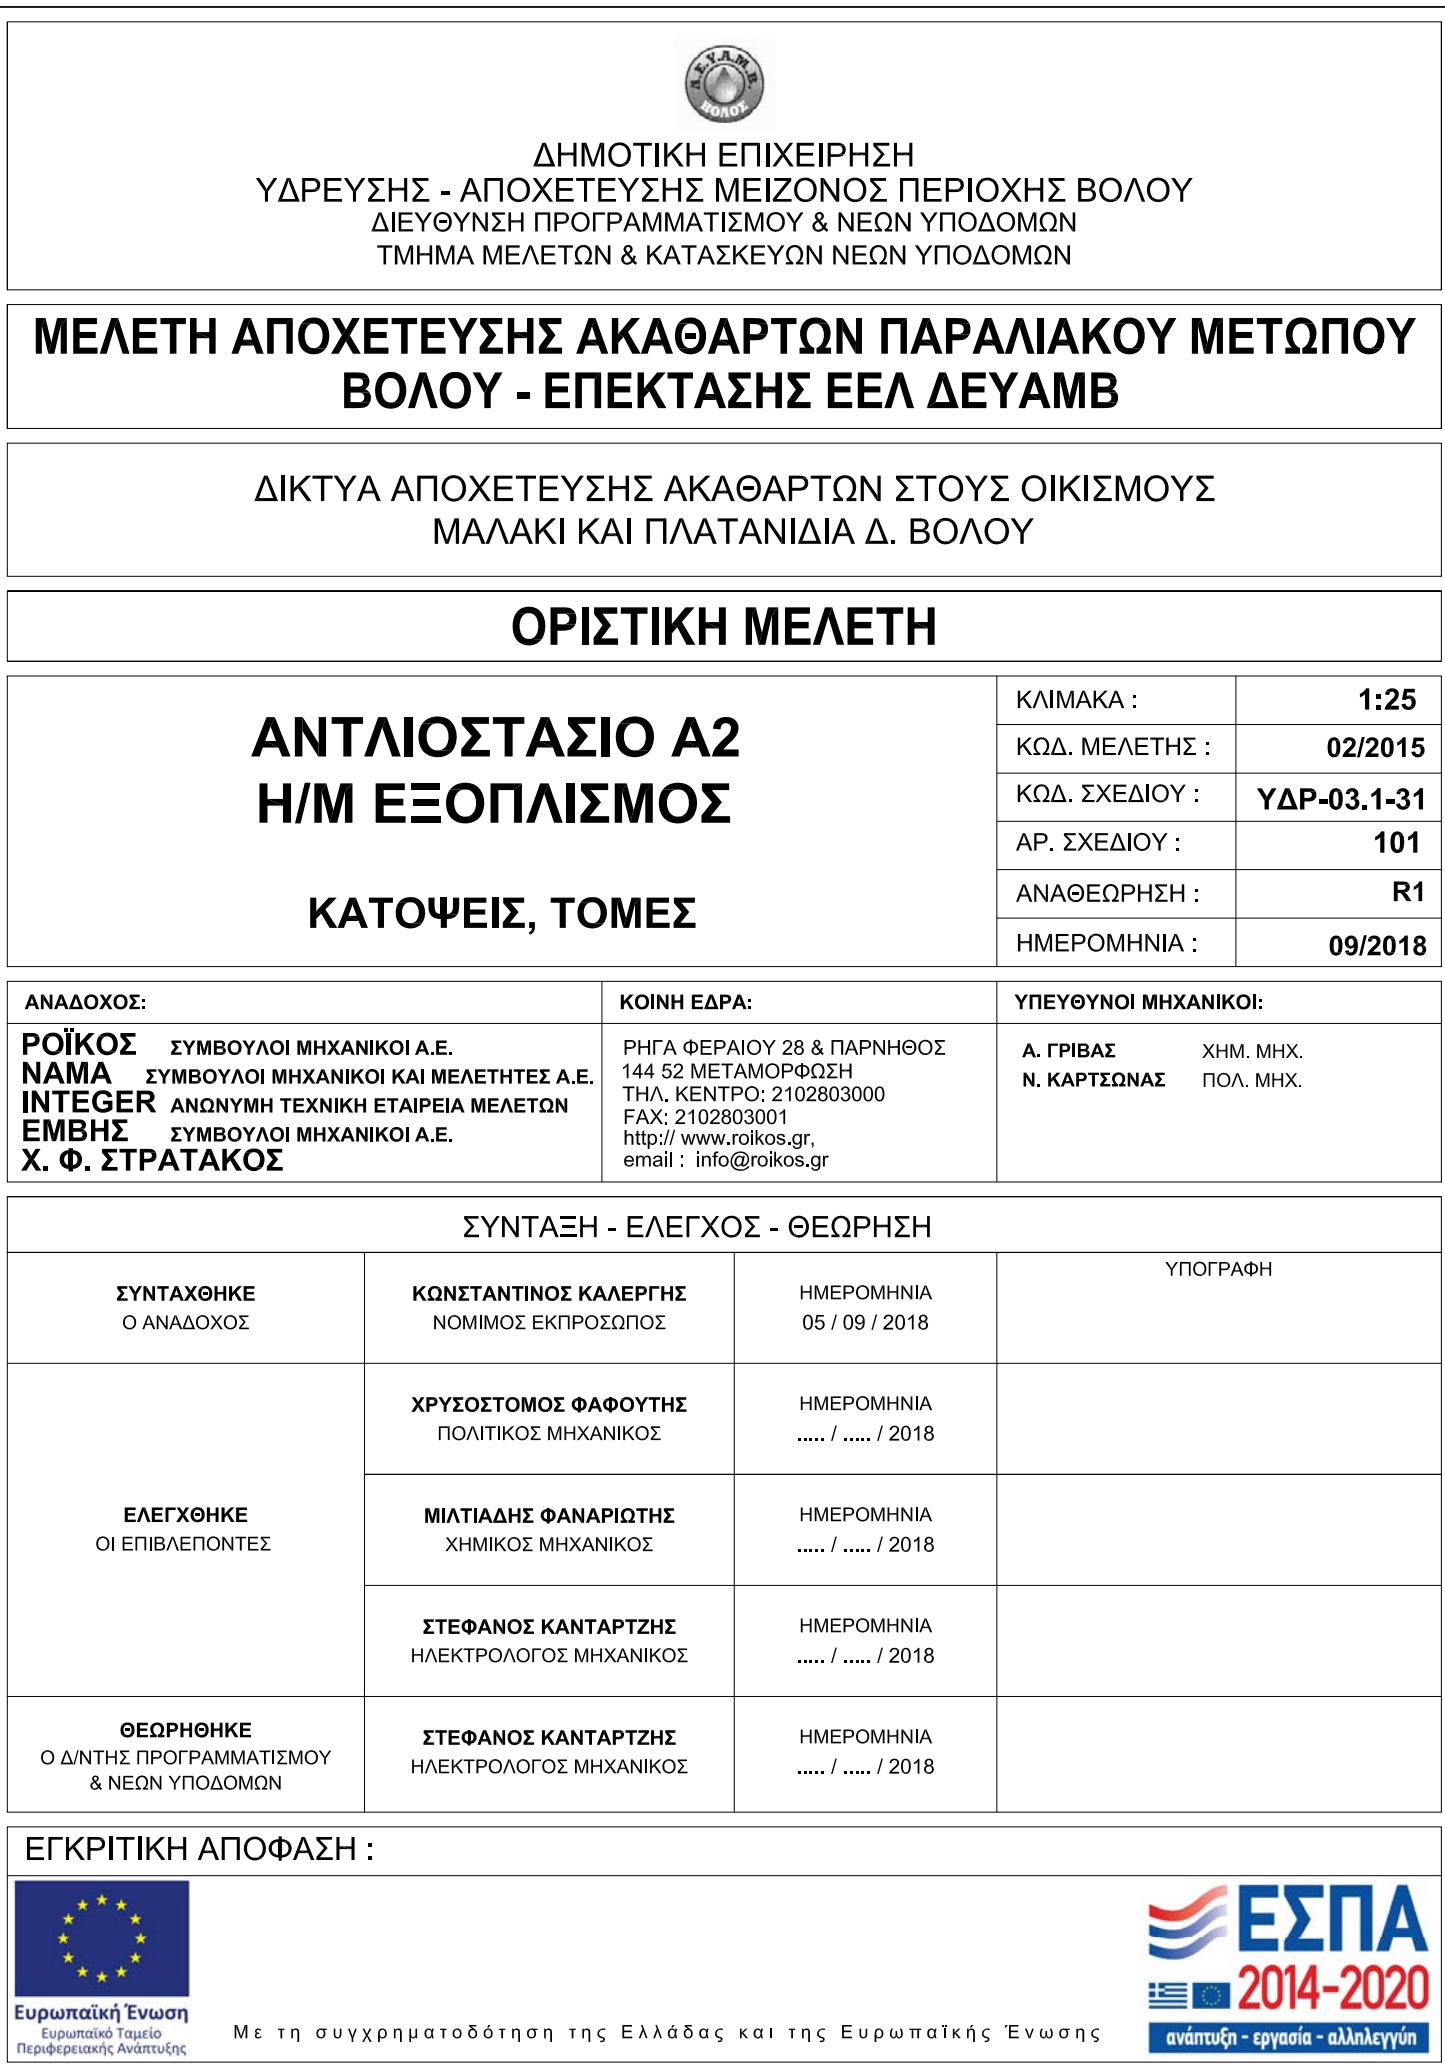 Δ.Ε.Υ.Α.Μ.Β.
ΒΟΛΟΣ
ΔΗΜΟΤΙΚΗ ΕΠΙΧΕΙΡΗΣΗ
ΥΔΡΕΥΣΗΣ - ΑΠΟΧΕΤΕΥΣΗΣ ΜΕΙΖΟΝΟΣ ΠΕΡΙΟΧΗΣ ΒΟΛΟΥ
ΔΙΕΥΘΥΝΣΗ ΠΡΟΓΡΑΜΜΑΤΙΣΜΟΥ & ΝΕΩΝ ΥΠΟΔΟΜΩΝ
ΤΜΗΜΑ ΜΕΛΕΤΩΝ & ΚΑΤΑΣΚΕΥΩΝ ΝΕΩΝ ΥΠΟΔΟΜΩΝ
ΜΕΛΕΤΗ ΑΠΟΧΕΤΕΥΣΗΣ ΑΚΑΘΑΡΤΩΝ ΠΑΡΑΛΙΑΚΟΥ ΜΕΤΩΠΟΥ
ΒΟΛΟΥ - ΕΠΕΚΤΑΣΗΣ ΕΕΛ ΔΕΥΑΜΒ
ΔΙΚΤΥΑ ΑΠΟΧΕΤΕΥΣΗΣ ΑΚΑΘΑΡΤΩΝ ΣΤΟΥΣ ΟΙΚΙΣΜΟΥΣ
ΜΑΛΑΚΙ ΚΑΙ ΠΛΑΤΑΝΙΔΙΑ Δ. ΒΟΛΟΥ
ΟΡΙΣΤΙΚΗ ΜΕΛΕΤΗ
ΑΝΤΛΙΟΣΤΑΣΙΟ Α2
Η/Μ ΕΞΟΠΛΙΣΜΟΣ
ΚΑΤΟΨΕΙΣ, ΤΟΜΕΣ
ΚΛΙΜΑΚΑ : 1:25
ΚΩΔ. ΜΕΛΕΤΗΣ : 02/2015
ΚΩΔ. ΣΧΕΔΙΟΥ : ΥΔΡ-03.1-31
ΑΡ. ΣΧΕΔΙΟΥ : 101
ΑΝΑΘΕΩΡΗΣΗ : R1
ΗΜΕΡΟΜΗΝΙΑ : 09/2018
ΑΝΑΔΟΧΟΣ:
ΡΟΪΚΟΣ ΣΥΜΒΟΥΛΟΙ ΜΗΧΑΝΙΚΟΙ Α.Ε.
ΝΑΜΑ ΣΥΜΒΟΥΛΟΙ ΜΗΧΑΝΙΚΟΙ ΚΑΙ ΜΕΛΕΤΗΤΕΣ Α.Ε.
INTEGER ΑΝΩΝΥΜΗ ΤΕΧΝΙΚΗ ΕΤΑΙΡΕΙΑ ΜΕΛΕΤΩΝ
ΕΜΒΗΣ ΣΥΜΒΟΥΛΟΙ ΜΗΧΑΝΙΚΟΙ Α.Ε.
Χ. Φ. ΣΤΡΑΤΑΚΟΣ
ΚΟΙΝΗ ΕΔΡΑ:
ΡΗΓΑ ΦΕΡΑΙΟΥ 28 & ΠΑΡΝΗΘΟΣ
144 52 ΜΕΤΑΜΟΡΦΩΣΗ
ΤΗΛ. ΚΕΝΤΡΟ: 2102803000
FAX: 2102803001
http:// www.roikos.gr,
email : info@roikos.gr
ΥΠΕΥΘΥΝΟΙ ΜΗΧΑΝΙΚΟΙ:
Α. ΓΡΙΒΑΣ ΧΗΜ. ΜΗΧ.
Ν. ΚΑΡΤΣΩΝΑΣ ΠΟΛ. ΜΗΧ.
ΣΥΝΤΑΞΗ - ΕΛΕΓΧΟΣ - ΘΕΩΡΗΣΗ
ΣΥΝΤΑΧΘΗΚΕ
Ο ΑΝΑΔΟΧΟΣ
ΚΩΝΣΤΑΝΤΙΝΟΣ ΚΑΛΕΡΓΗΣ
ΝΟΜΙΜΟΣ ΕΚΠΡΟΣΩΠΟΣ
ΗΜΕΡΟΜΗΝΙΑ
05 / 09 / 2018
ΥΠΟΓΡΑΦΗ
ΕΛΕΓΧΘΗΚΕ
ΟΙ ΕΠΙΒΛΕΠΟΝΤΕΣ
ΧΡΥΣΟΣΤΟΜΟΣ ΦΑΦΟΥΤΗΣ
ΠΟΛΙΤΙΚΟΣ ΜΗΧΑΝΙΚΟΣ
ΗΜΕΡΟΜΗΝΙΑ
..... / ..... / 2018
ΜΙΛΤΙΑΔΗΣ ΦΑΝΑΡΙΩΤΗΣ
ΧΗΜΙΚΟΣ ΜΗΧΑΝΙΚΟΣ
ΗΜΕΡΟΜΗΝΙΑ
..... / ..... / 2018
ΣΤΕΦΑΝΟΣ ΚΑΝΤΑΡΤΖΗΣ
ΗΛΕΚΤΡΟΛΟΓΟΣ ΜΗΧΑΝΙΚΟΣ
ΗΜΕΡΟΜΗΝΙΑ
..... / ..... / 2018
ΘΕΩΡΗΘΗΚΕ
Ο Δ/ΝΤΗΣ ΠΡΟΓΡΑΜΜΑΤΙΣΜΟΥ
& ΝΕΩΝ ΥΠΟΔΟΜΩΝ
ΣΤΕΦΑΝΟΣ ΚΑΝΤΑΡΤΖΗΣ
ΗΛΕΚΤΡΟΛΟΓΟΣ ΜΗΧΑΝΙΚΟΣ
ΗΜΕΡΟΜΗΝΙΑ
..... / ..... / 2018
ΕΓΚΡΙΤΙΚΗ ΑΠΟΦΑΣΗ :
Ευρωπαϊκή Ένωση
Ευρωπαϊκό Ταμείο
Περιφερειακής Ανάπτυξης
Με τη συγχρηματοδότηση της Ελλάδας και της Ευρωπαϊκής Ένωσης
ΕΣΠΑ
2014-2020
ανάπτυξη - εργασία - αλληλεγγύη